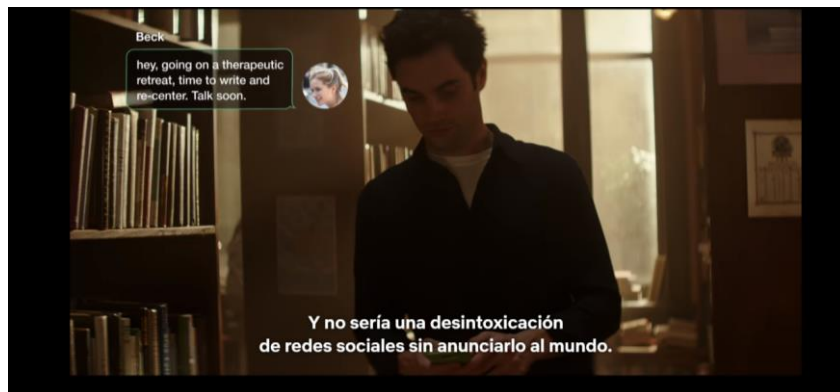 Beck
hey, going on a therapeutic
retreat, time to write and
re-center. Talk soon.
Y no sería una desintoxicación
de redes sociales sin anunciarlo al mundo.